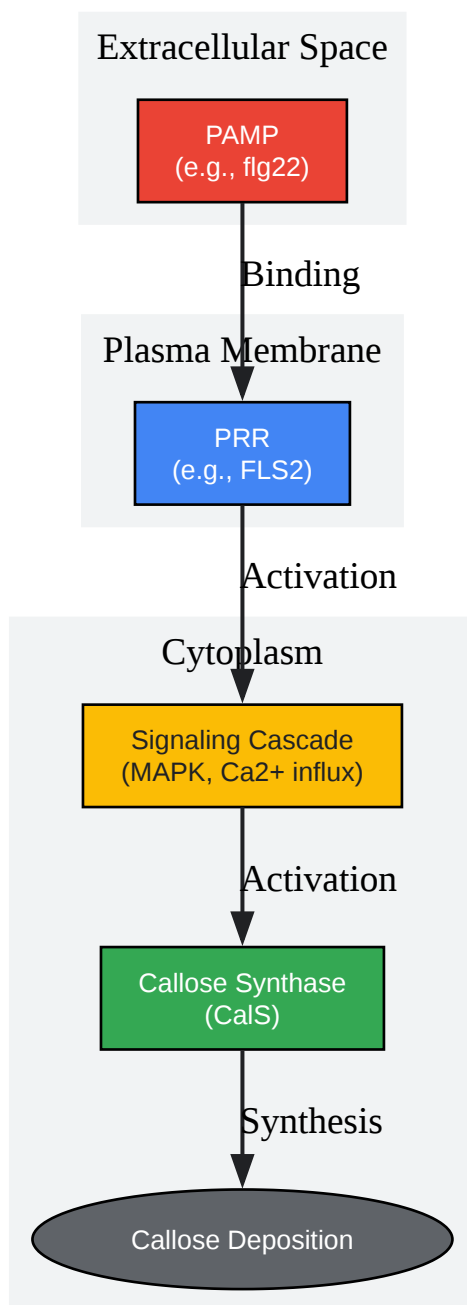 Extracellular Space
PAMP
(e.g., flg22)
Binding
Plasma Membrane
PRR
(e.g., FLS2)
Activation
Cytoplasm
Signaling Cascade
(MAPK, Ca2+ influx)
Activation
Callose Synthase
(CalS)
Synthesis
Callose Deposition